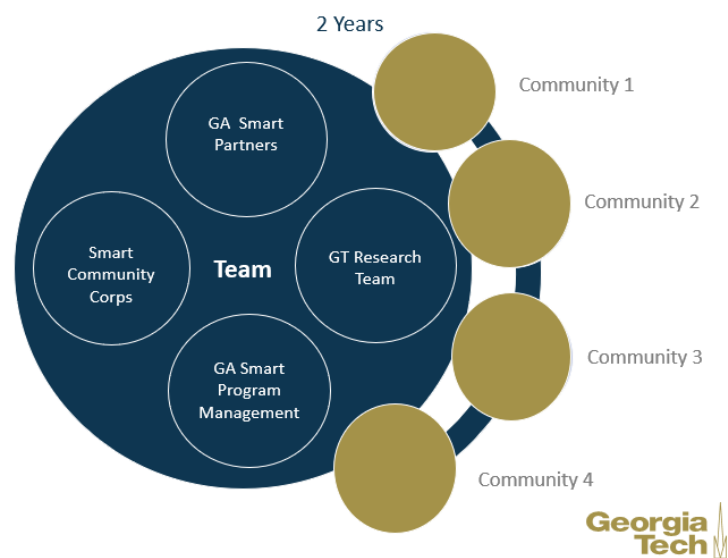 2 Years
Community 1
GA Smart
Partners
Community 2
Smart
Community
Corps
Team
GT Research
Team
Community 3
GA Smart
Program
Management
Community 4
Georgia
Tech